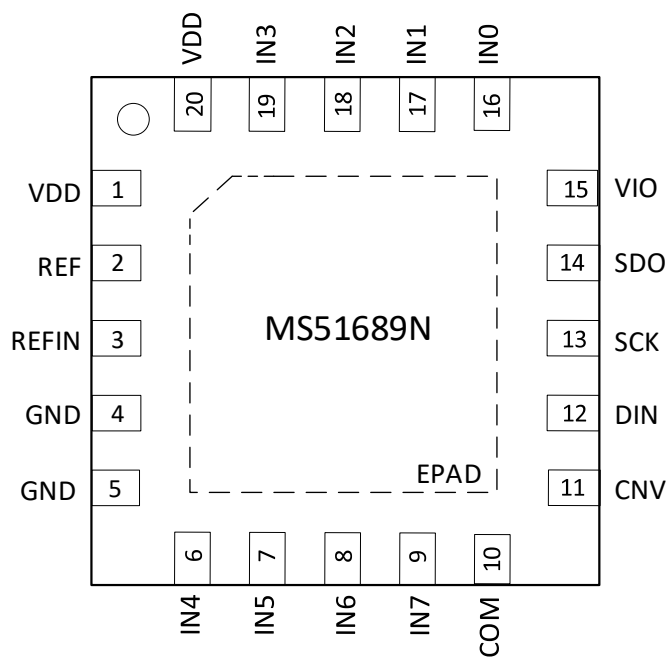 VDD IN3 IN2 IN1 IN0
20 19 18 17 16
VDD 1 15 VIO
REF 2 14 SDO
REFIN 3 MS51689N 13 SCK
GND 4 12 DIN
EPAD
GND 5 11 CNV
6 7 8 9 10
IN4 IN5 IN6 IN7 COM